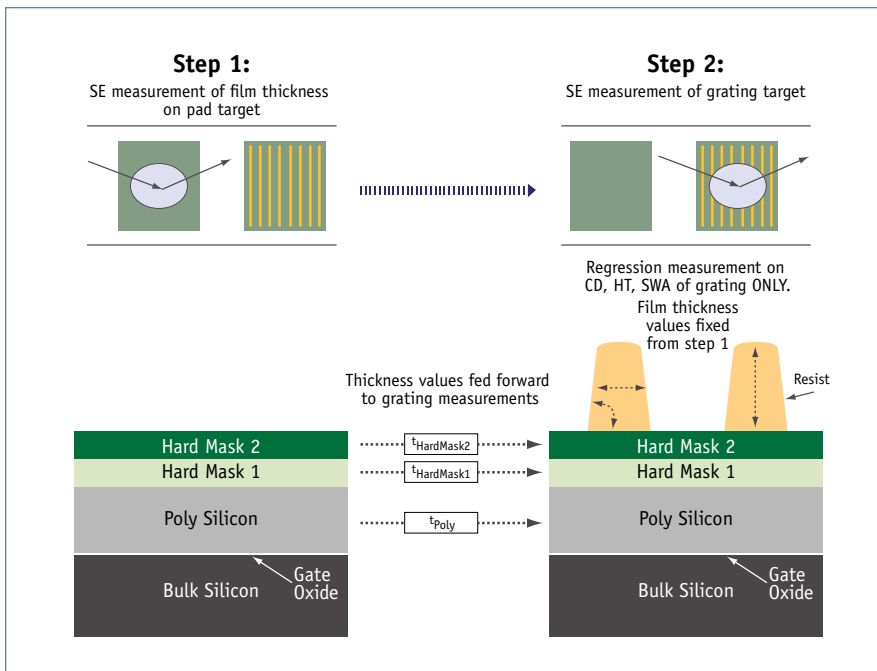 Step 1:
SE measurement of film thickness
on pad target
Step 2:
SE measurement of grating target
Regression measurement on
CD, HT, SWA of grating ONLY.
Film thickness
values fixed
from step 1
Resist
Thickness values fed forward
to grating measurements
Hard Mask 2
Hard Mask 1
Poly Silicon
Gate
Oxide
Bulk Silicon
tHardMask2
tHardMask1
tPoly
Hard Mask 2
Hard Mask 1
Poly Silicon
Gate
Oxide
Bulk Silicon